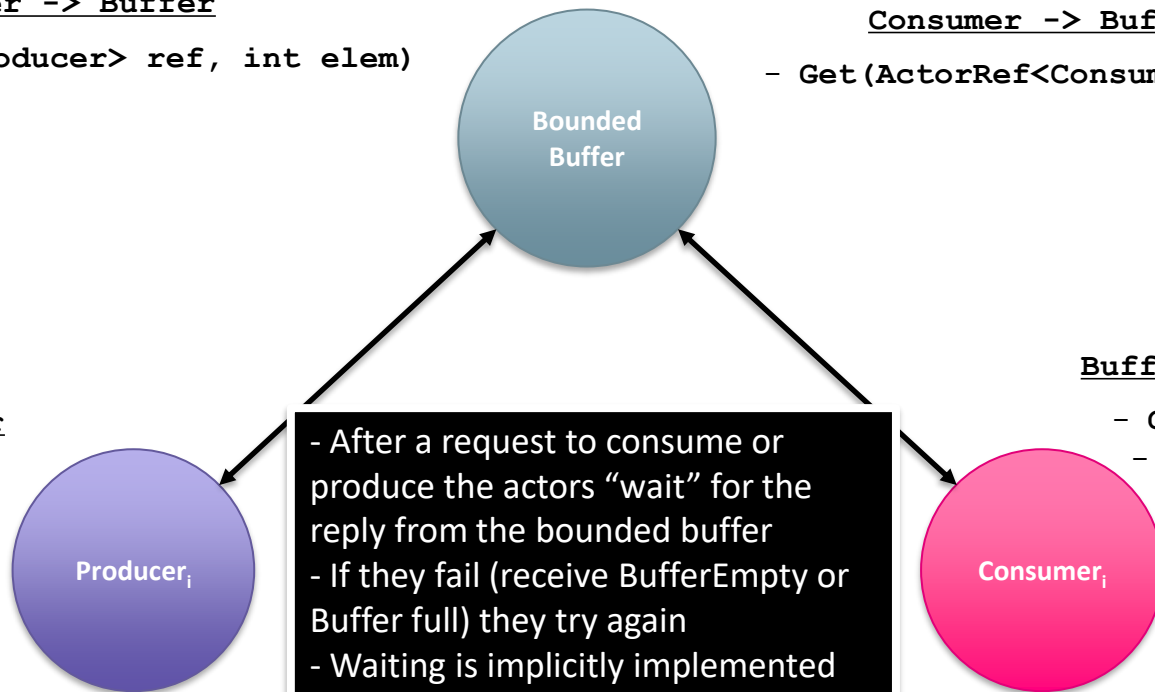 er -> Buffer
oducer> ref, int elem)
Consumer -> Buf
- Get(ActorRef<Consum
Bounded
Buffer
Buff
-
-
- After a request to consume or
produce the actors “wait” for the
reply from the bounded buffer
- If they fail (receive BufferEmpty or
Buffer full) they try again
- Waiting is implicitly implemented
Producerᵢ
Consumerᵢ